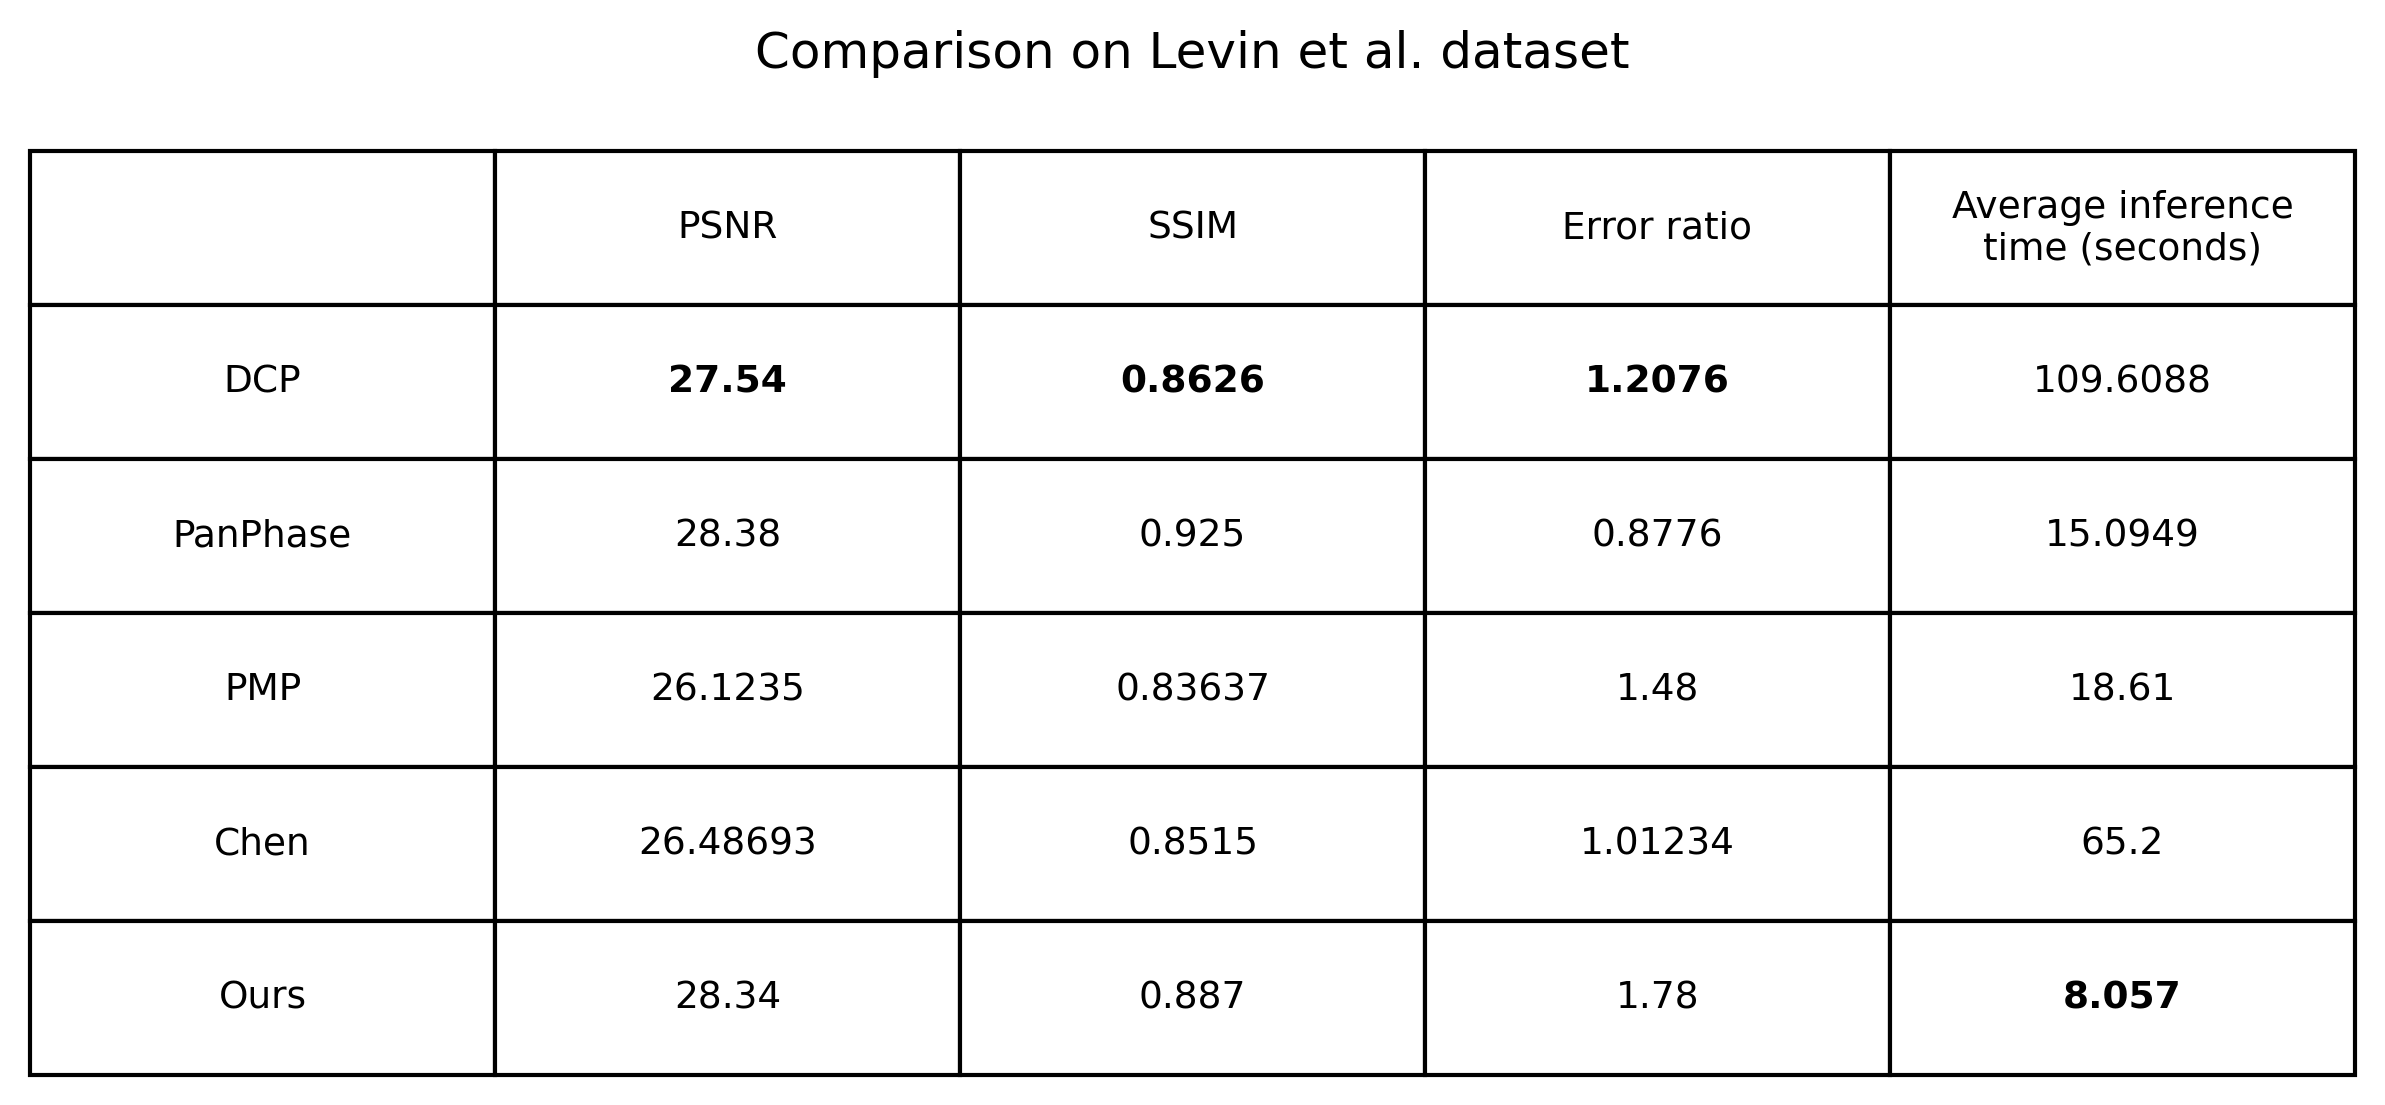 Comparison on Levin et al. dataset
PSNR SSIM Error ratio Average inference
time (seconds)
DCP 27.54 0.8626 1.2076 109.6088
PanPhase 28.38 0.925 0.8776 15.0949
PMP 26.1235 0.83637 1.48 18.61
Chen 26.48693 0.8515 1.01234 65.2
Ours 28.34 0.887 1.78 8.057